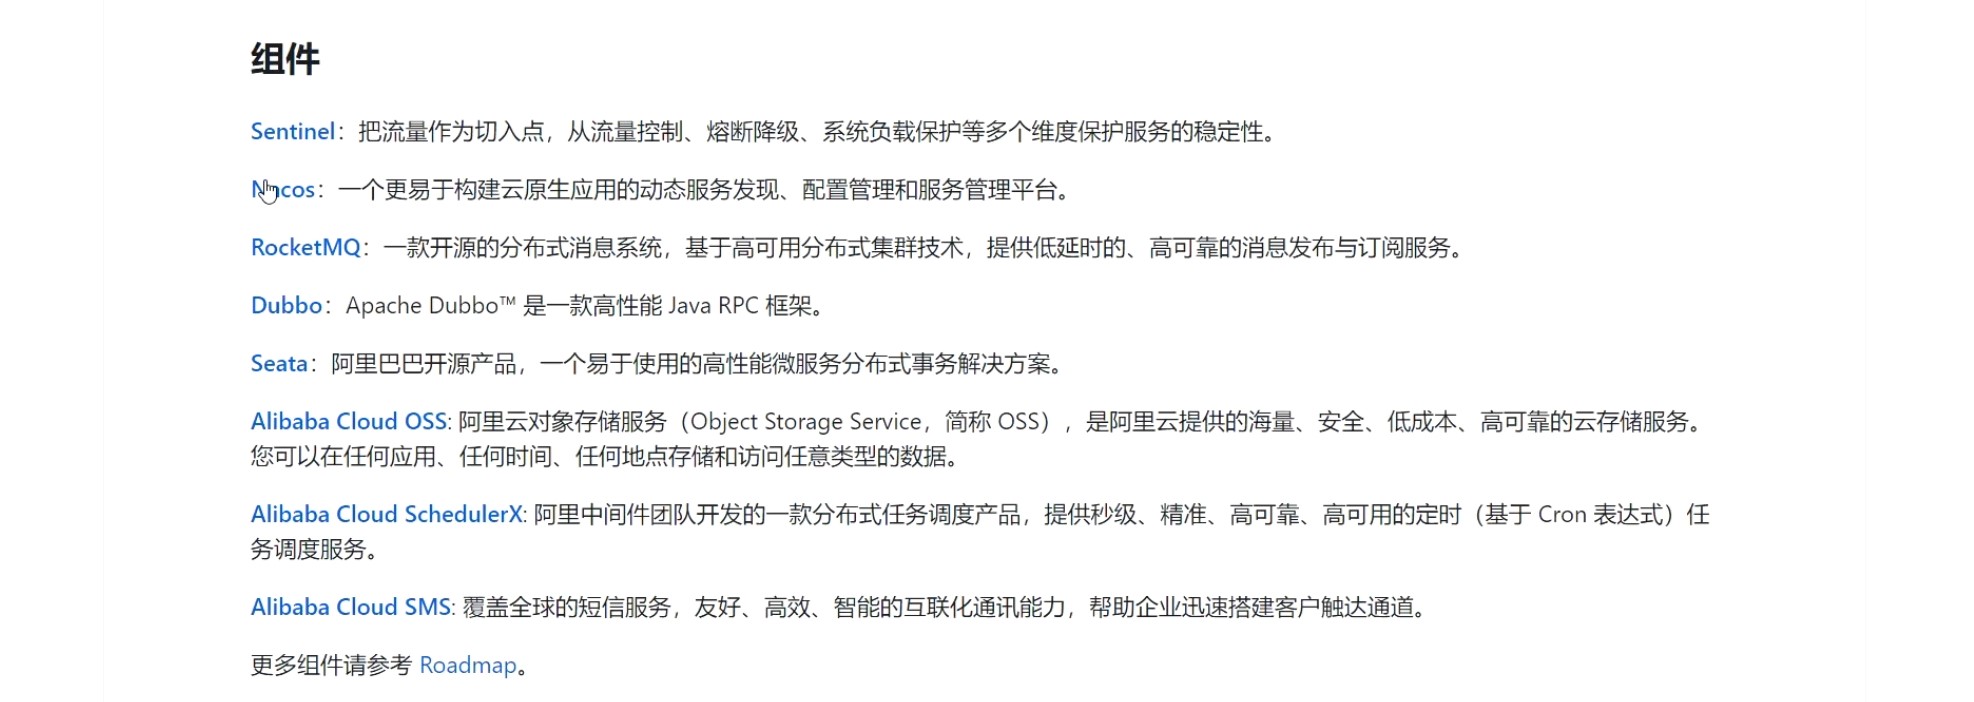 组件
Sentinel：把流量作为切入点，从流量控制、熔断降级、系统负载保护等多个维度保护服务的稳定性。
Nacos：一个更易于构建云原生应用的动态服务发现、配置管理和服务管理平台。
RocketMQ：一款开源的分布式消息系统，基于高可用分布式集群技术，提供低延时的、高可靠的消息发布与订阅服务。
Dubbo：Apache Dubbo™ 是一款高性能 Java RPC 框架。
Seata：阿里巴巴开源产品，一个易于使用的高性能微服务分布式事务解决方案。
Alibaba Cloud OSS: 阿里云对象存储服务（Object Storage Service，简称 OSS），是阿里云提供的海量、安全、低成本、高可靠的云存储服务。
您可以在任何应用、任何时间、任何地点存储和访问任意类型的数据。
Alibaba Cloud SchedulerX: 阿里中间件团队开发的一款分布式任务调度产品，提供秒级、精准、高可靠、高可用的定时（基于 Cron 表达式）任
务调度服务。
Alibaba Cloud SMS: 覆盖全球的短信服务，友好、高效、智能的互联化通讯能力，帮助企业迅速搭建客户触达通道。
更多组件请参考 Roadmap。